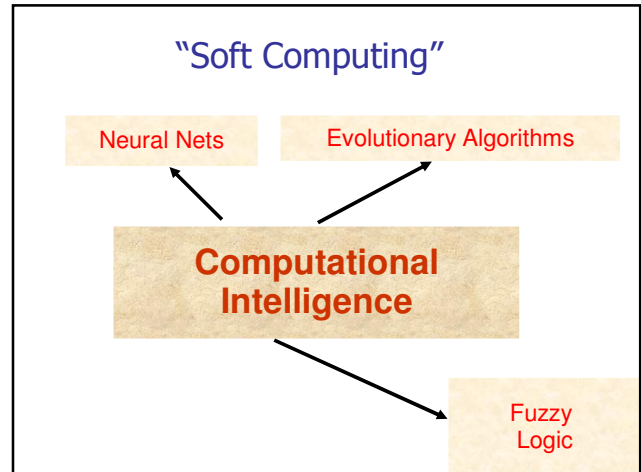 “Soft Computing”
Neural Nets
Evolutionary Algorithms
Computational
Intelligence
Fuzzy
Logic